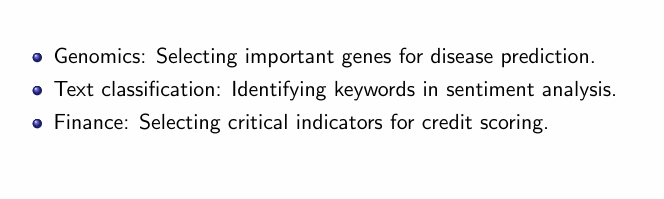 Genomics: Selecting important genes for disease prediction.
Text classification: Identifying keywords in sentiment analysis.
Finance: Selecting critical indicators for credit scoring.